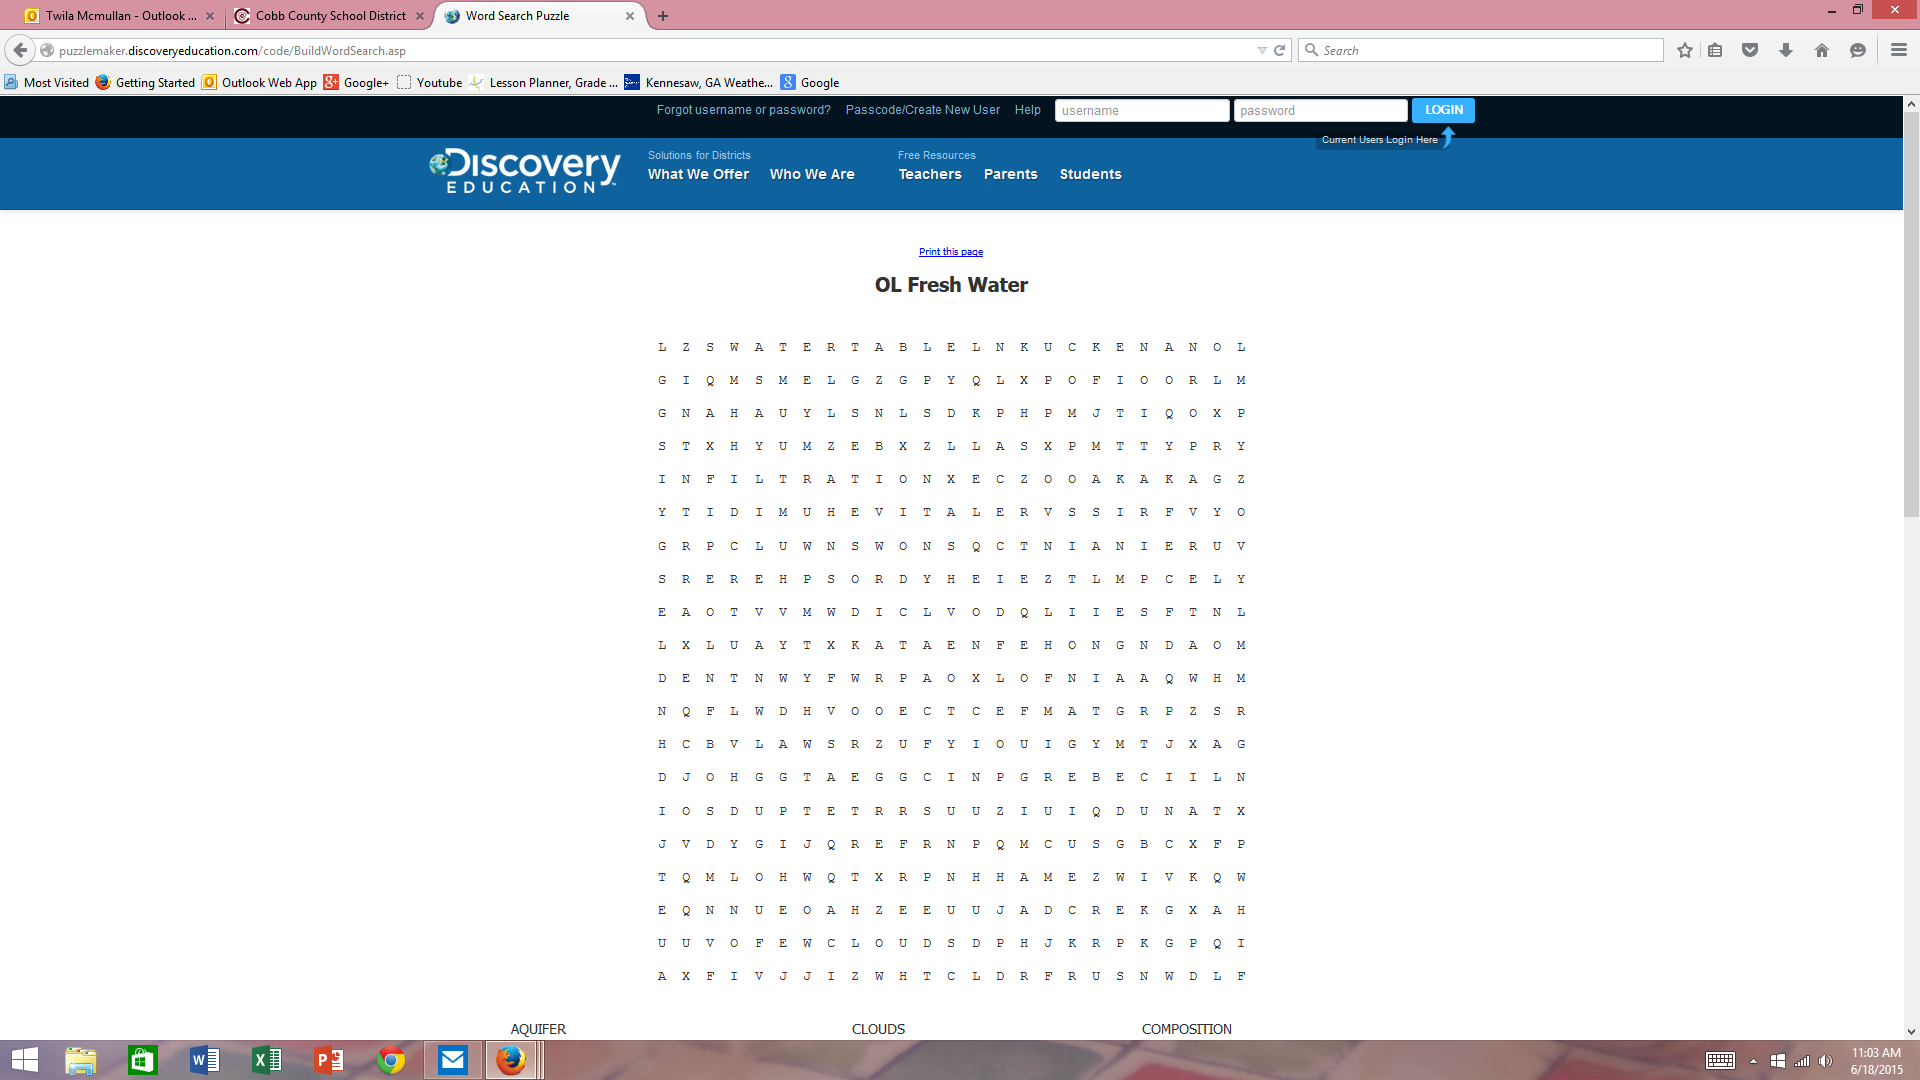 Twila Mcmullan - Outlook ...
Cobb County School District
Word Search Puzzle
puzzlemaker.discoveryeducation.com/code/BuildWordSearch.asp
Search
Most Visited Getting Started Outlook Web App Google+ Youtube Lesson Planner, Grade ... Kennesaw, GA Weathe... Google
Forgot username or password? Passcode/Create New User Help username password LOGIN
Current Users Login Here
Discovery
EDUCATION
Solutions for Districts
What We Offer Who We Are
Free Resources
Teachers Parents Students
Print this page
OL Fresh Water
L Z S W A T E R T A B L E L N K U C K E N A N O L
G I Q M S M E L G Z G P Y Q L X P O F I O O R L M
G N A H A U Y L S N L S D K P H P M J T I Q O X P
S T X H Y U M Z E B X Z L L A S X P M T T Y P R Y
I N F I L T R A T I O N X E C Z O O A K A K A G Z
Y T I D I M U H E V I T A L E R V S S I R F V Y O
G R P C L U W N S W O N S Q C T N I A N I E R U V
S R E R E H P S O R D Y H E I E Z T L M P C E L Y
E A O T V V M W D I C L V O D Q L I I E S F T N L
L X L U A Y T X K A T A E N F E H O N G N D A O M
D E N T N W Y F W R P A O X L O F N I A A Q W H M
N Q F L W D H V O O E C T C E F M A T G R P Z S R
H C B V L A W S R Z U F Y I O U I G Y M T J X A G
D J O H G G T A E G G C I N P G R E B E C I I L N
I O S D U P T E T R R S U U Z I U I Q D U N A T X
J V D Y G I J Q R E F R N P Q M C U S G B C X F P
T Q M L O H W Q T X R P N H H A M E Z W I V K Q W
E Q N N U E O A H Z E E U U J A D C R E K G X A H
U U V O F E W C L O U D S D P H J K R P K G P Q I
A X F I V J J I Z W H T C L D R F R U S N W D L F
AQUIFER CLOUDS COMPOSITION
11:03 AM
6/18/2015